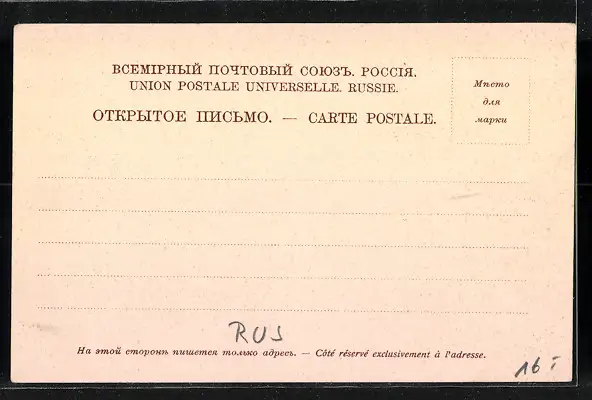 ВСЕМІРНЫЙ ПОЧТОВЫЙ СОЮЗЪ. РОССІЯ.
UNION POSTALE UNIVERSELLE. RUSSIE.
ОТКРЫТОЕ ПИСЬМО. — CARTE POSTALE.
Мѣсто
для
марки
RUS
На этой сторонѣ пишется только адресъ. — Côté réservé exclusivement à l'adresse.
16 I